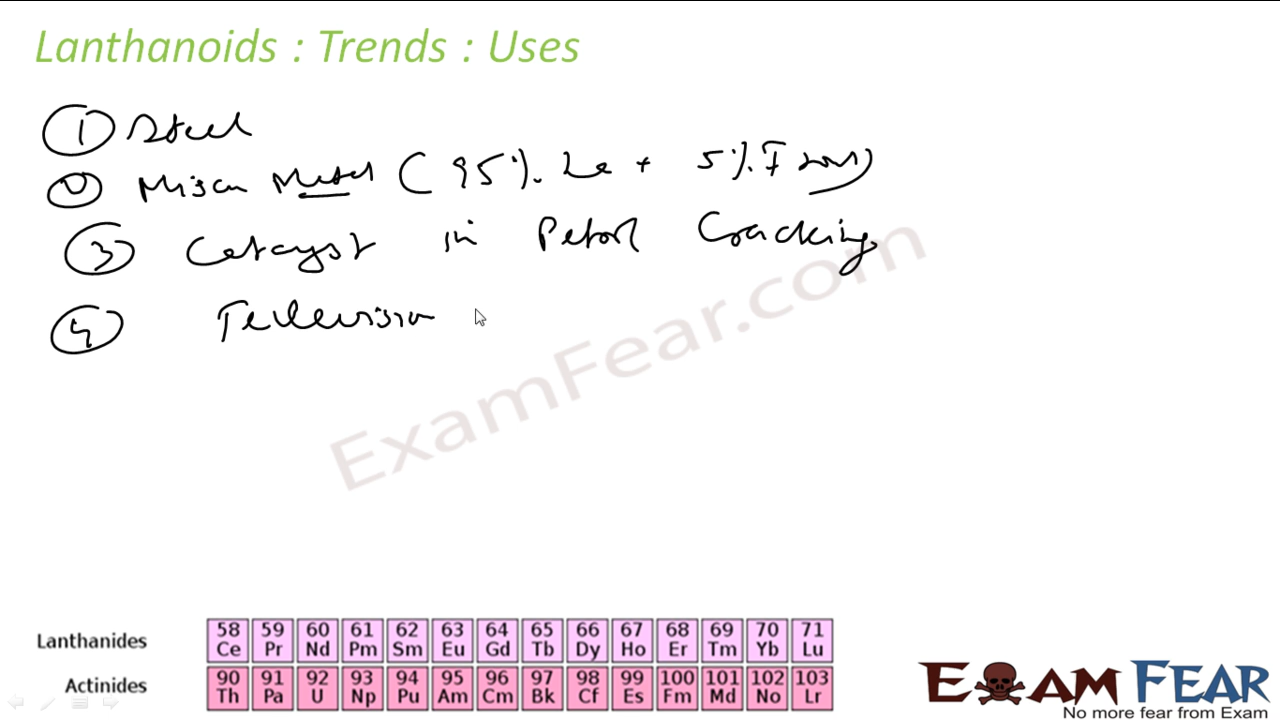 Lanthanoids : Trends : Uses
① Steel
② Misch Metal ( 95%. La + 5%. Iron)
③ Catayst in Petrol Cracking
④ Television
ExamFear.com
Lanthanides
58 59 60 61 62 63 64 65 66 67 68 69 70 71
Ce Pr Nd Pm Sm Eu Gd Tb Dy Ho Er Tm Yb Lu
Actinides
90 91 92 93 94 95 96 97 98 99 100 101 102 103
Th Pa U Np Pu Am Cm Bk Cf Es Fm Md No Lr
EXAM FEAR
No more fear from Exam